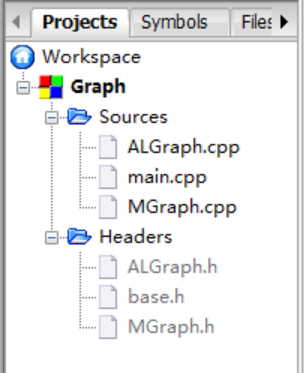 Projects Symbols Files
Workspace
Graph
Sources
ALGraph.cpp
main.cpp
MGraph.cpp
Headers
ALGraph.h
base.h
MGraph.h